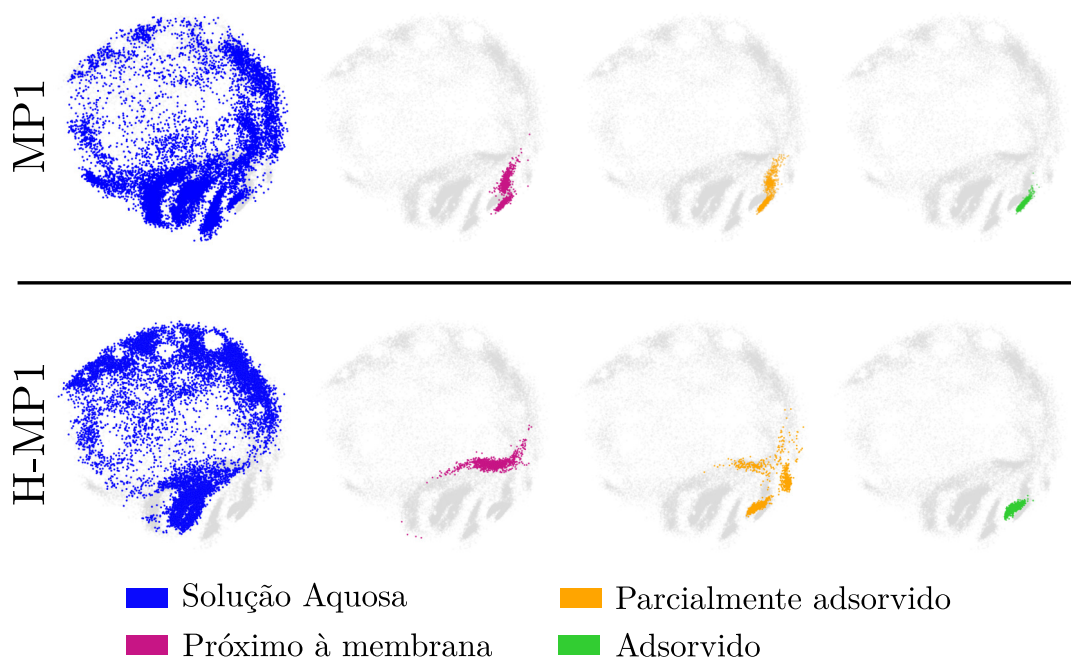 MP1
H-MP1
Solução Aquosa
Parcialmente adsorvido
Próximo à membrana
Adsorvido